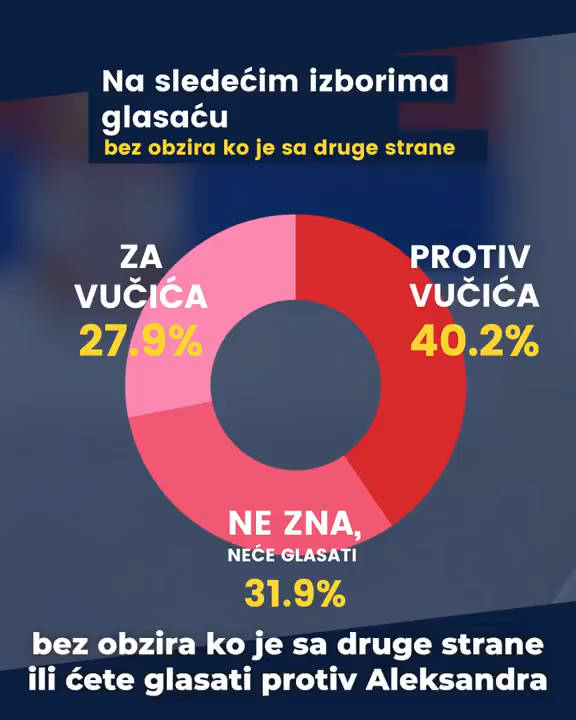 Na sledećim izborima
glasaću
bez obzira ko je sa druge strane
ZA
VUČIĆA
27.9%
PROTIV
VUČIĆA
40.2%
NE ZNA,
NEĆE GLASATI
31.9%
bez obzira ko je sa druge strane
ili ćete glasati protiv Aleksandra